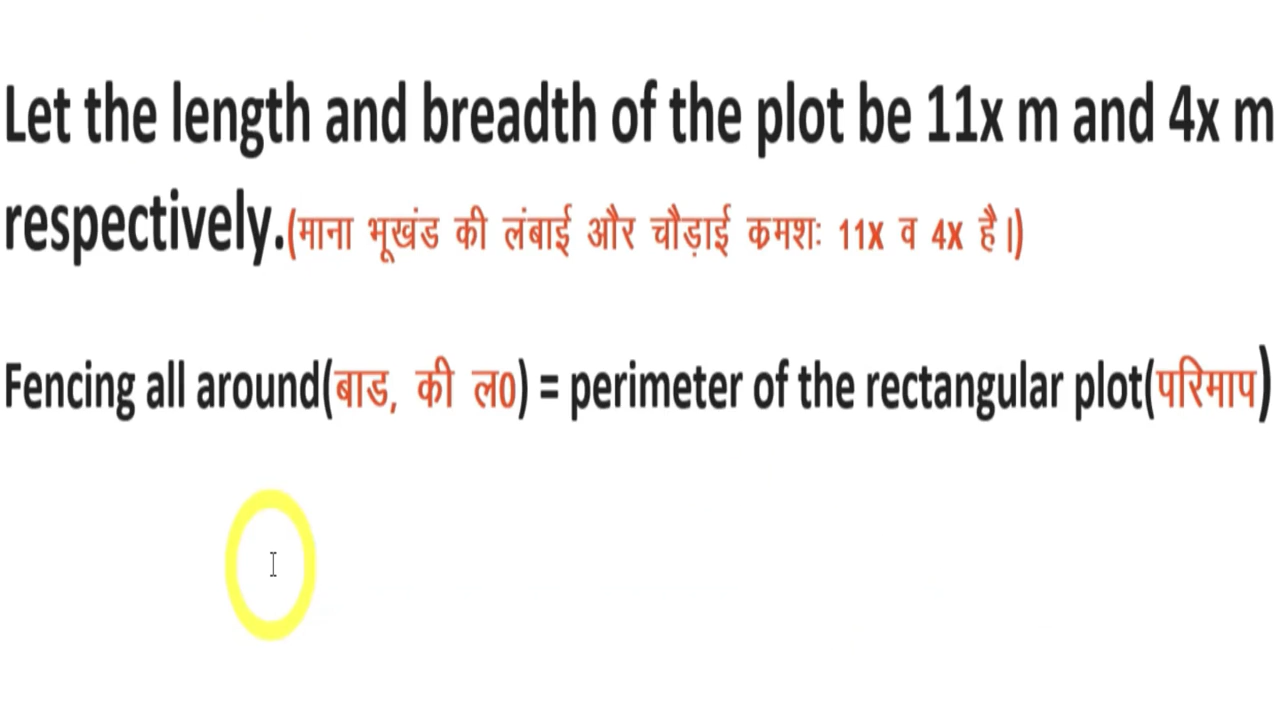 Let the length and breadth of the plot be 11x m and 4x m
respectively.(माना भूखंड की लंबाई और चौड़ाई कमशः 11x व 4x है।)
Fencing all around(बाड, की ल0) = perimeter of the rectangular plot(परिमाप)